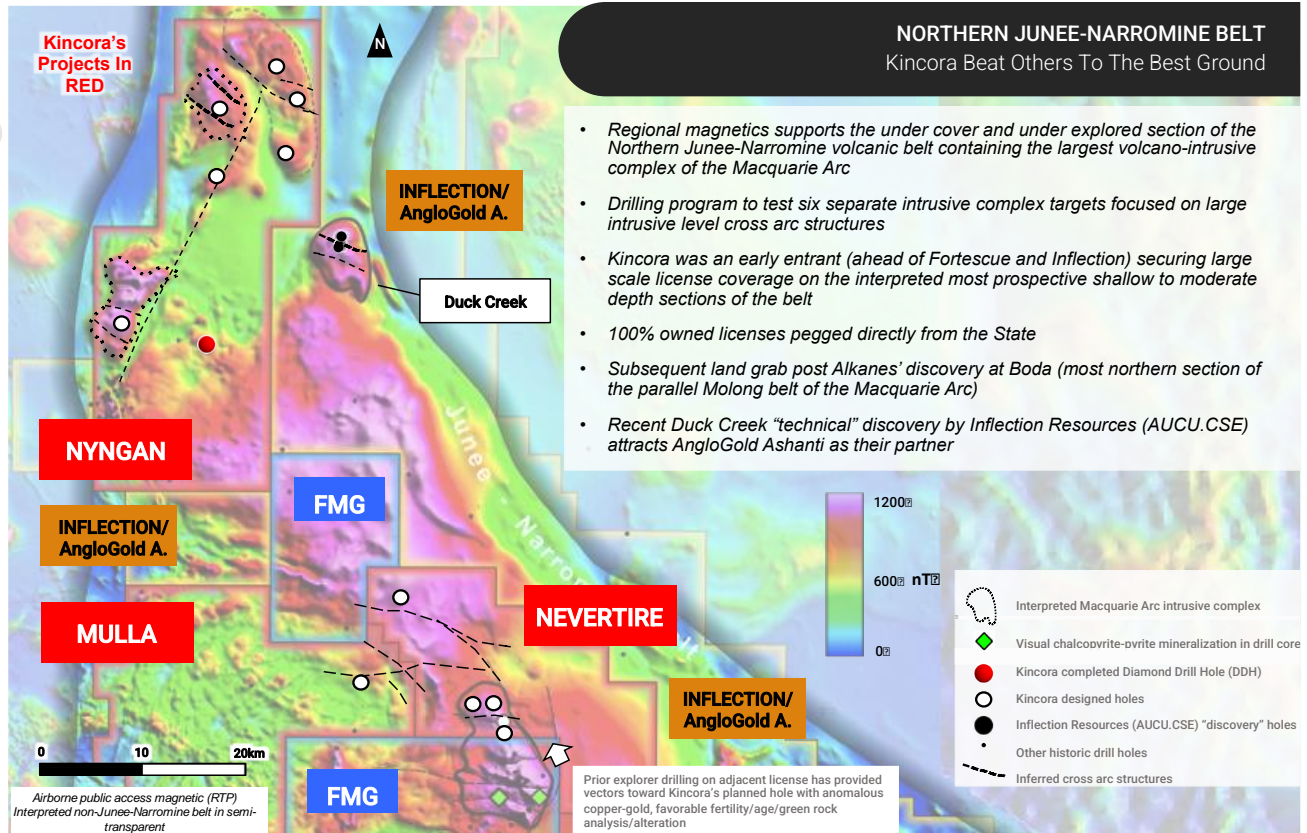 Kincora's
Projects In
RED
N
NORTHERN JUNEE-NARROMINE BELT
Kincora Beat Others To The Best Ground
• Regional magnetics supports the under cover and under explored section of the
Northern Junee-Narromine volcanic belt containing the largest volcano-intrusive
complex of the Macquarie Arc
• Drilling program to test six separate intrusive complex targets focused on large
intrusive level cross arc structures
• Kincora was an early entrant (ahead of Fortescue and Inflection) securing large
scale license coverage on the interpreted most prospective shallow to moderate
depth sections of the belt
• 100% owned licenses pegged directly from the State
• Subsequent land grab post Alkanes' discovery at Boda (most northern section of
the parallel Molong belt of the Macquarie Arc)
• Recent Duck Creek “technical” discovery by Inflection Resources (AUCU.CSE)
attracts AngloGold Ashanti as their partner
INFLECTION/
AngloGold A.
Duck Creek
NYGAN
FMG
INFLECTION/
AngloGold A.
MULLA
NEVERTIRE
INFLECTION/
AngloGold A.
FMG
Junee - Narrom
1200
600 nT
0
Interpreted Macquarie Arc intrusive complex
Visual chalcopyrite-pyrite mineralization in drill core
Kincora completed Diamond Drill Hole (DDH)
Kincora designed holes
Inflection Resources (AUCU.CSE) “discovery” holes
Other historic drill holes
Inferred cross arc structures
0 10 20km
Airborne public access magnetic (RTP)
Interpreted non-Junee-Narromine belt in semi-
transparent
Prior explorer drilling on adjacent license has provided
vectors toward Kincora's planned hole with anomalous
copper-gold, favorable fertility/age/green rock
analysis/alteration